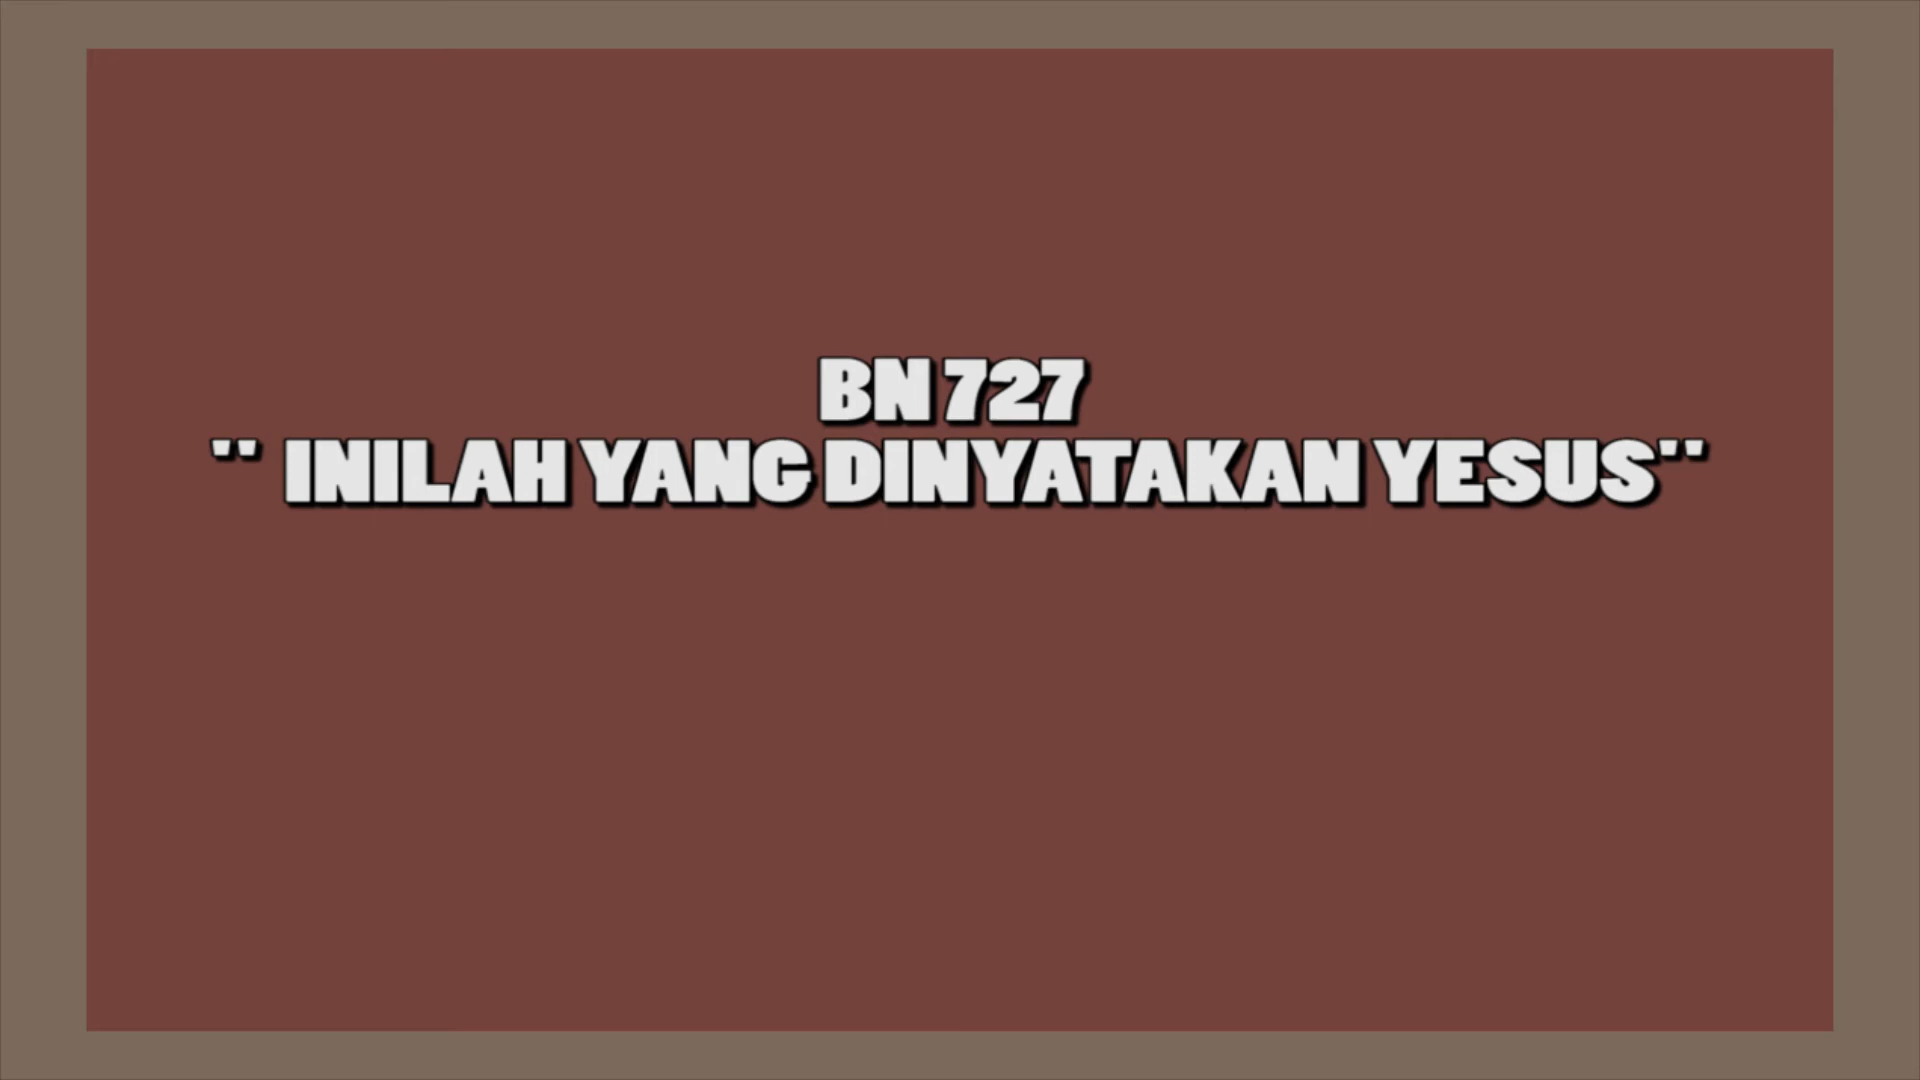 BN 727
" INILAH YANG DINYATAKAN YESUS"